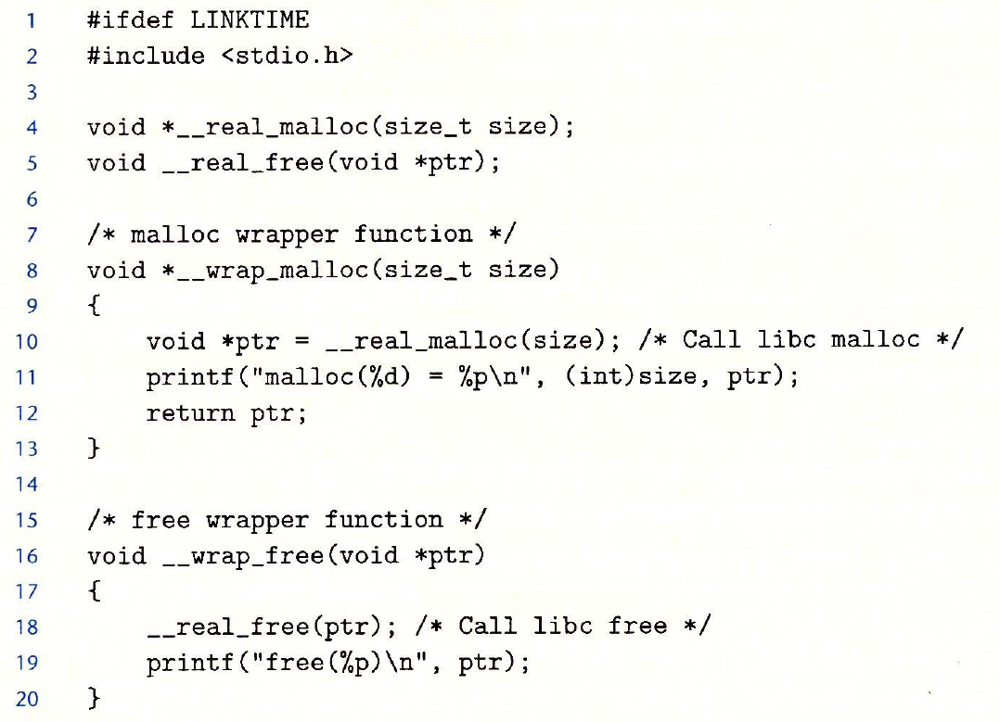 1 #ifdef LINKTIME
2 #include <stdio.h>
3
4 void *__real_malloc(size_t size);
5 void __real_free(void *ptr);
6
7 /* malloc wrapper function */
8 void *__wrap_malloc(size_t size)
9 {
10 void *ptr = __real_malloc(size); /* Call libc malloc */
11 printf("malloc(%d) = %p\n", (int)size, ptr);
12 return ptr;
13 }
14
15 /* free wrapper function */
16 void __wrap_free(void *ptr)
17 {
18 __real_free(ptr); /* Call libc free */
19 printf("free(%p)\n", ptr);
20 }